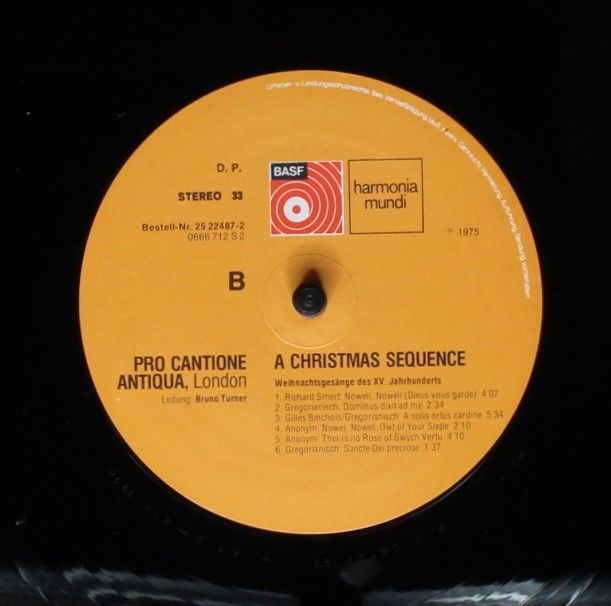 Urheber- u. Leistungsschutzrechte bes. Vervielfältigung
D. P.
BASF
harmonia
mundi
STEREO 33
Bestell-Nr. 25 22487-2
0666 712 S 2
℗ 1975
B
PRO CANTIONE
ANTIQUA, London
Leitung: Bruno Turner
A CHRISTMAS SEQUENCE
Weihnachtsgesänge des XV. Jahrhunderts
1. Richard Smert: Nowell, Nowell (Dieus vous garde) 4'07
2. Gregorianisch: Dominus dixit ad me 2'34
3. Gilles Binchois/Gregorianisch: A solis ortus cardine 5'34
4. Anonym: Nowel, Nowel, Owt of Your Slepe 2'10
5. Anonym: Ther is no Rose of Swych Vertu 4'10
6. Gregorianisch: Sancte Dei preciose 1'37